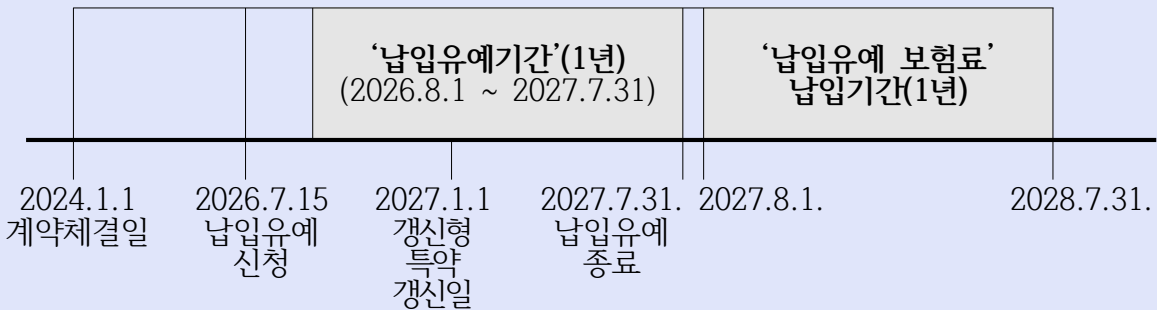 ‘납입유예기간’(1년)
(2026.8.1 ~ 2027.7.31)
‘납입유예 보험료’
납입기간(1년)
2024.1.1
계약체결일
2026.7.15
납입유예
신청
2027.1.1
갱신형
특약
갱신일
2027.7.31.
납입유예
종료
2027.8.1.
2028.7.31.